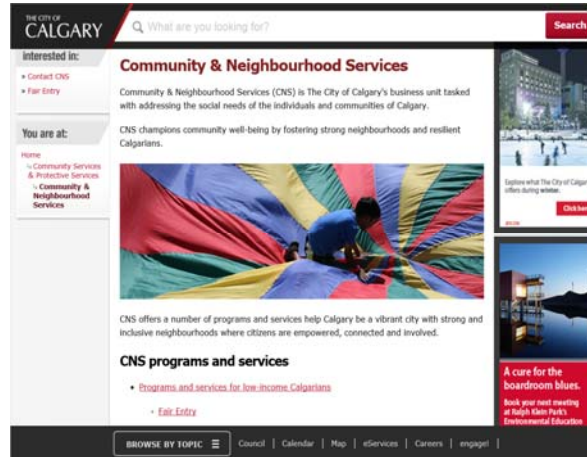 THE CITY OF
CALGARY
What are you looking for?
Search
interested in:
Contact CNS
Fair Entry
You are at:
Home
Community Services
& Protective Services
Community &
Neighbourhood
Services
Community & Neighbourhood Services
Community & Neighbourhood Services (CNS) is The City of Calgary's business unit tasked
with addressing the social needs of the individuals and communities of Calgary.
CNS champions community well-being by fostering strong neighbourhoods and resilient
Calgarians.
CNS offers a number of programs and services help Calgary be a vibrant city with strong and
inclusive neighbourhoods where citizens are empowered, connected and involved.
CNS programs and services
Programs and services for low-income Calgarians
Fair Entry
Explore what The City of Calgar
offers during winter.
Click her
A cure for the
boardroom blues.
Book your next meeting
at Ralph Klein Park's
Environmental Education
BROWSE BY TOPIC
Council | Calendar | Map | eServices | Careers | engage! |